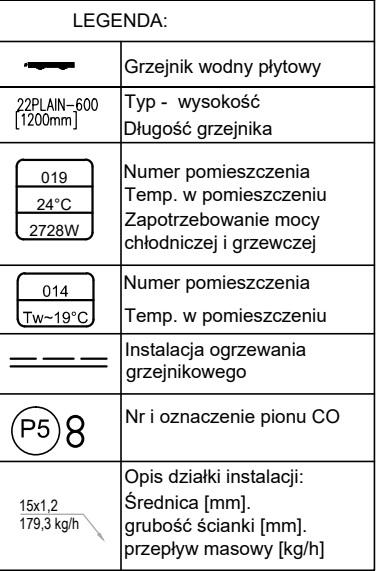 LEGENDA:
Grzejnik wodny płytowy
22PLAIN-600
[1200mm]
Typ - wysokość
Długość grzejnika
019
24°C
2728W
Numer pomieszczenia
Temp. w pomieszczeniu
Zapotrzebowanie mocy
chłodniczej i grzewczej
014
Tw~19°C
Numer pomieszczenia
Temp. w pomieszczeniu
Instalacja ogrzewania
grzejnikowego
P5 8
Nr i oznaczenie pionu CO
15x1,2
179,3 kg/h
Opis działki instalacji:
Średnica [mm].
grubość ścianki [mm].
przepływ masowy [kg/h]